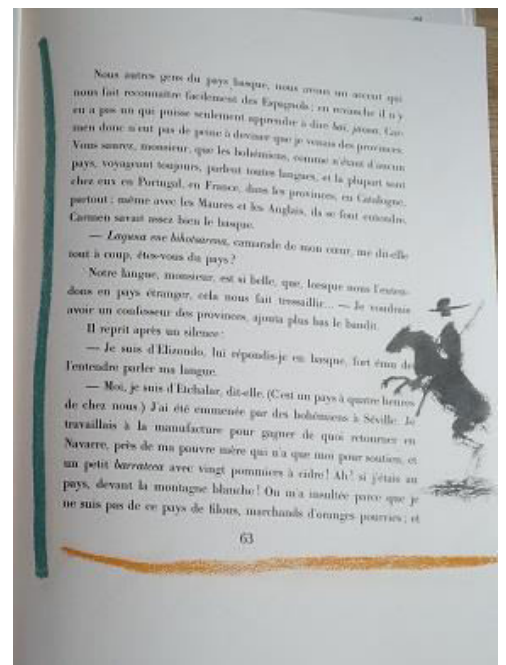 Nous autres gens du pays basque, nous avons un accent qui
nous fait reconnaître facilement des Espagnols ; en revanche il n'y
en a pas un qui puisse seulement apprendre à dire bai, jaona. Car-
men donc n'eut pas de peine à deviner que je venais des provinces.
Vous saurez, monsieur, que les bohémiens, comme n'étant d'aucun
pays, voyageant toujours, parlent toutes langues, et la plupart sont
chez eux en Portugal, en France, dans les provinces, en Catalogne,
partout ; même avec les Maures et les Anglais, ils se font entendre.
Carmen savait assez bien le basque.
— Laguna ene bihotsarena, camarade de mon cœur, me dit-elle
tout à coup, êtes-vous du pays ?
Notre langue, monsieur, est si belle, que, lorsque nous l'enten-
dons en pays étranger, cela nous fait tressaillir... — Je voudrais
avoir un confesseur des provinces, ajouta plus bas le bandit.
Il reprit après un silence :
— Je suis d'Elizondo, lui répondis-je en basque, fort ému de
l'entendre parler ma langue.
— Moi, je suis d'Etchalar, dit-elle. (C'est un pays à quatre heures
de chez nous.) J'ai été emmenée par des bohémiens à Séville. Je
travaillais à la manufacture pour gagner de quoi retourner en
Navarre, près de ma pauvre mère qui n'a que moi pour soutien, et
un petit barratcea avec vingt pommiers à cidre ! Ah ! si j'étais au
pays, devant la montagne blanche ! On m'a insultée parce que je
ne suis pas de ce pays de filous, marchands d'oranges pourries ; et
63